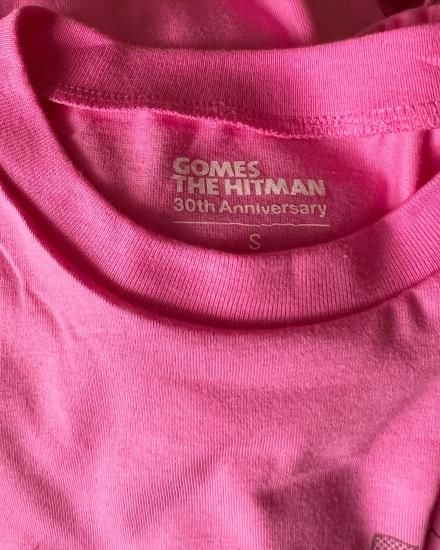 GOMES
THE HITMAN
30th Anniversary
S